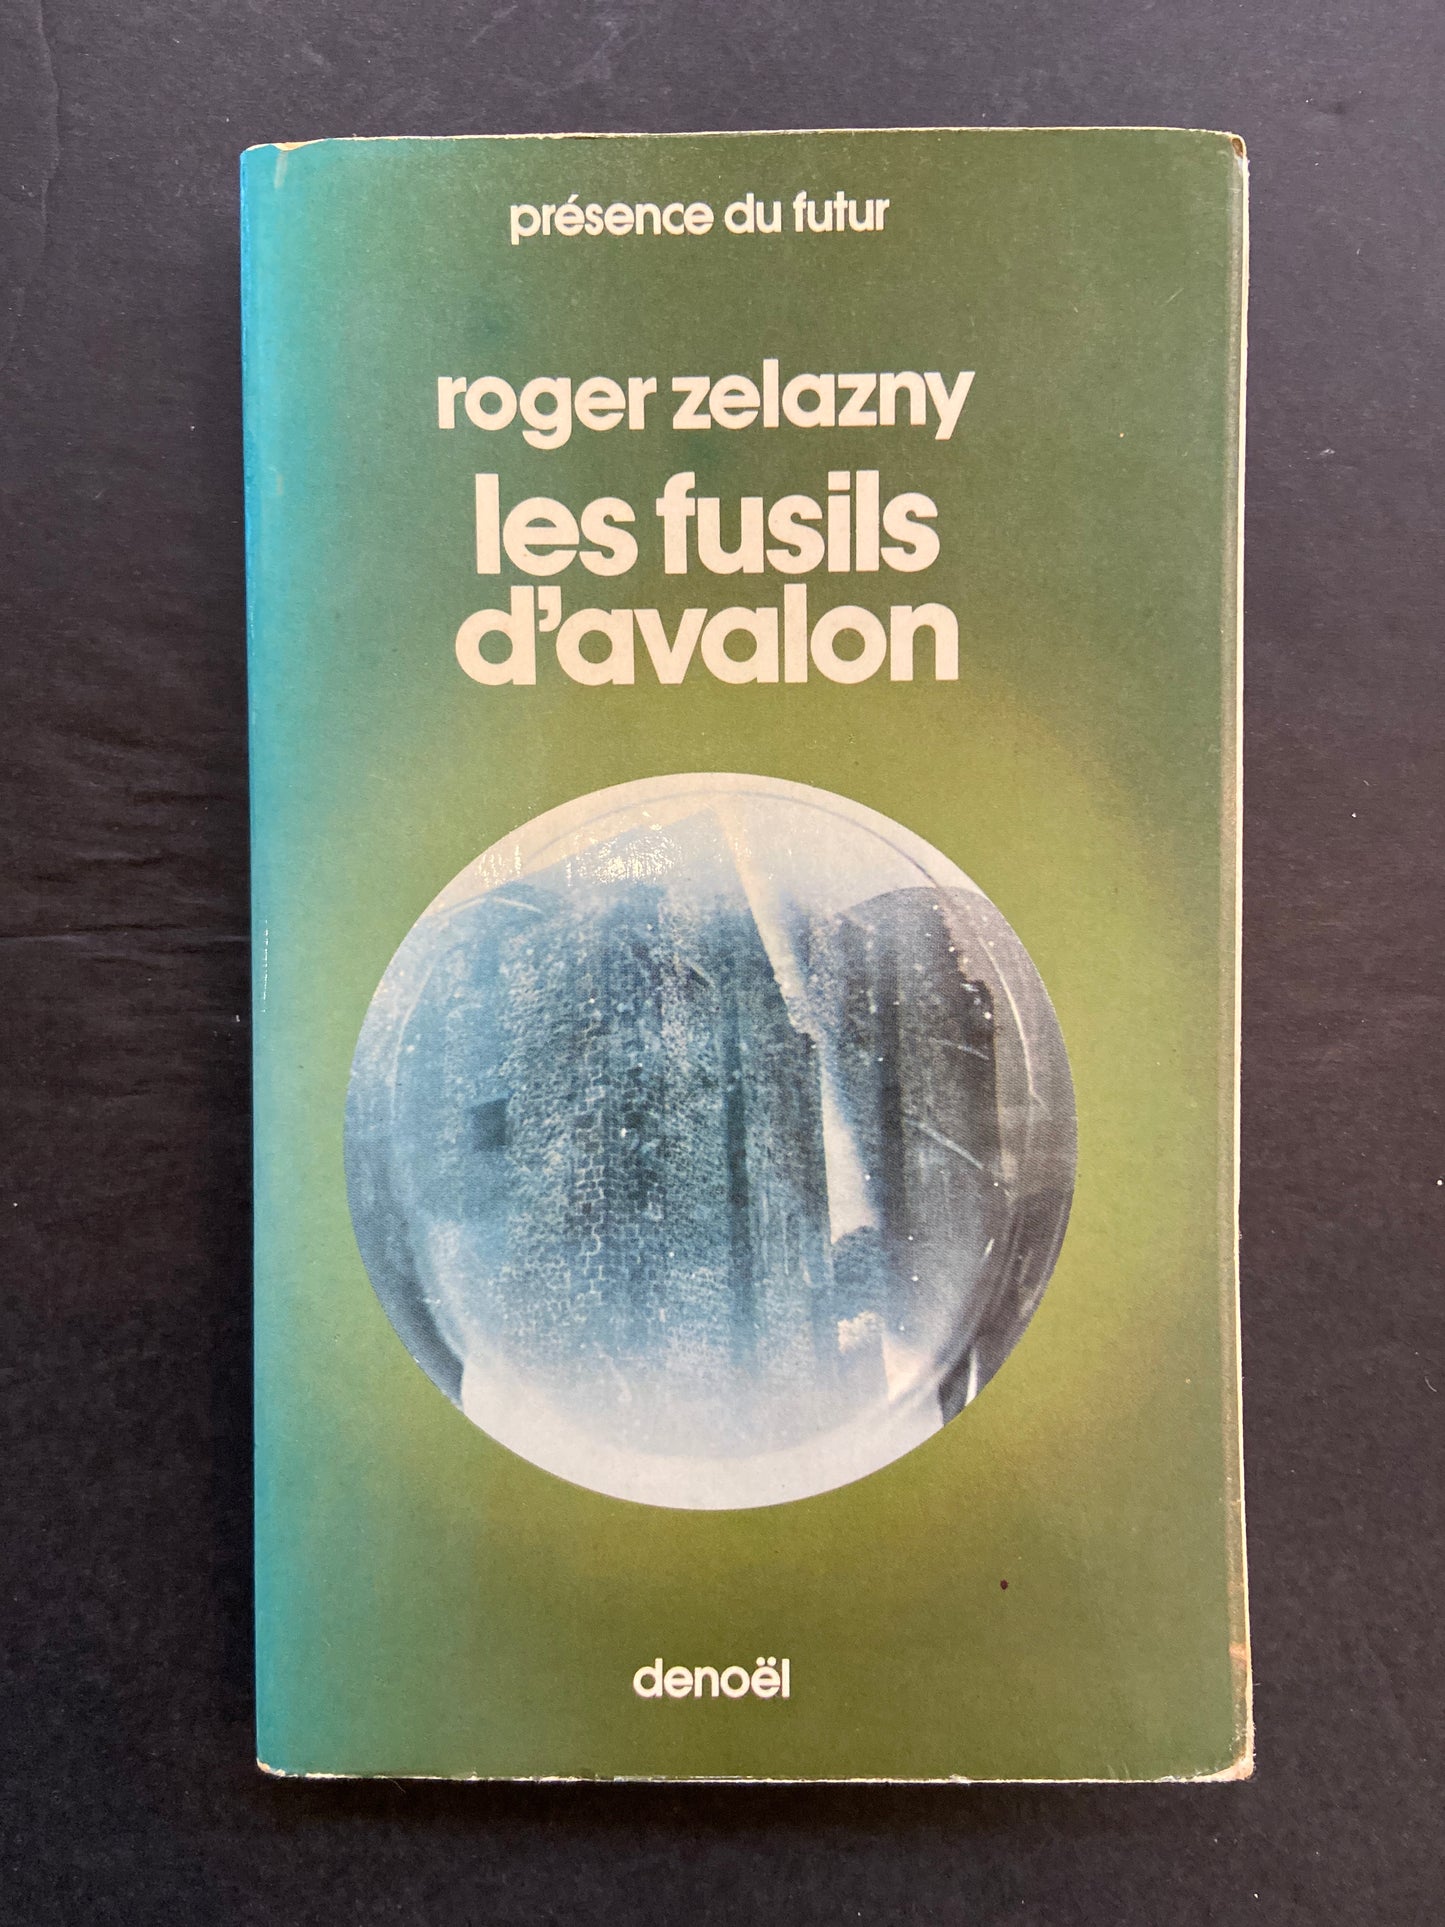 présence du futur
roger zelazny
les fusils
d'avalon
denoël